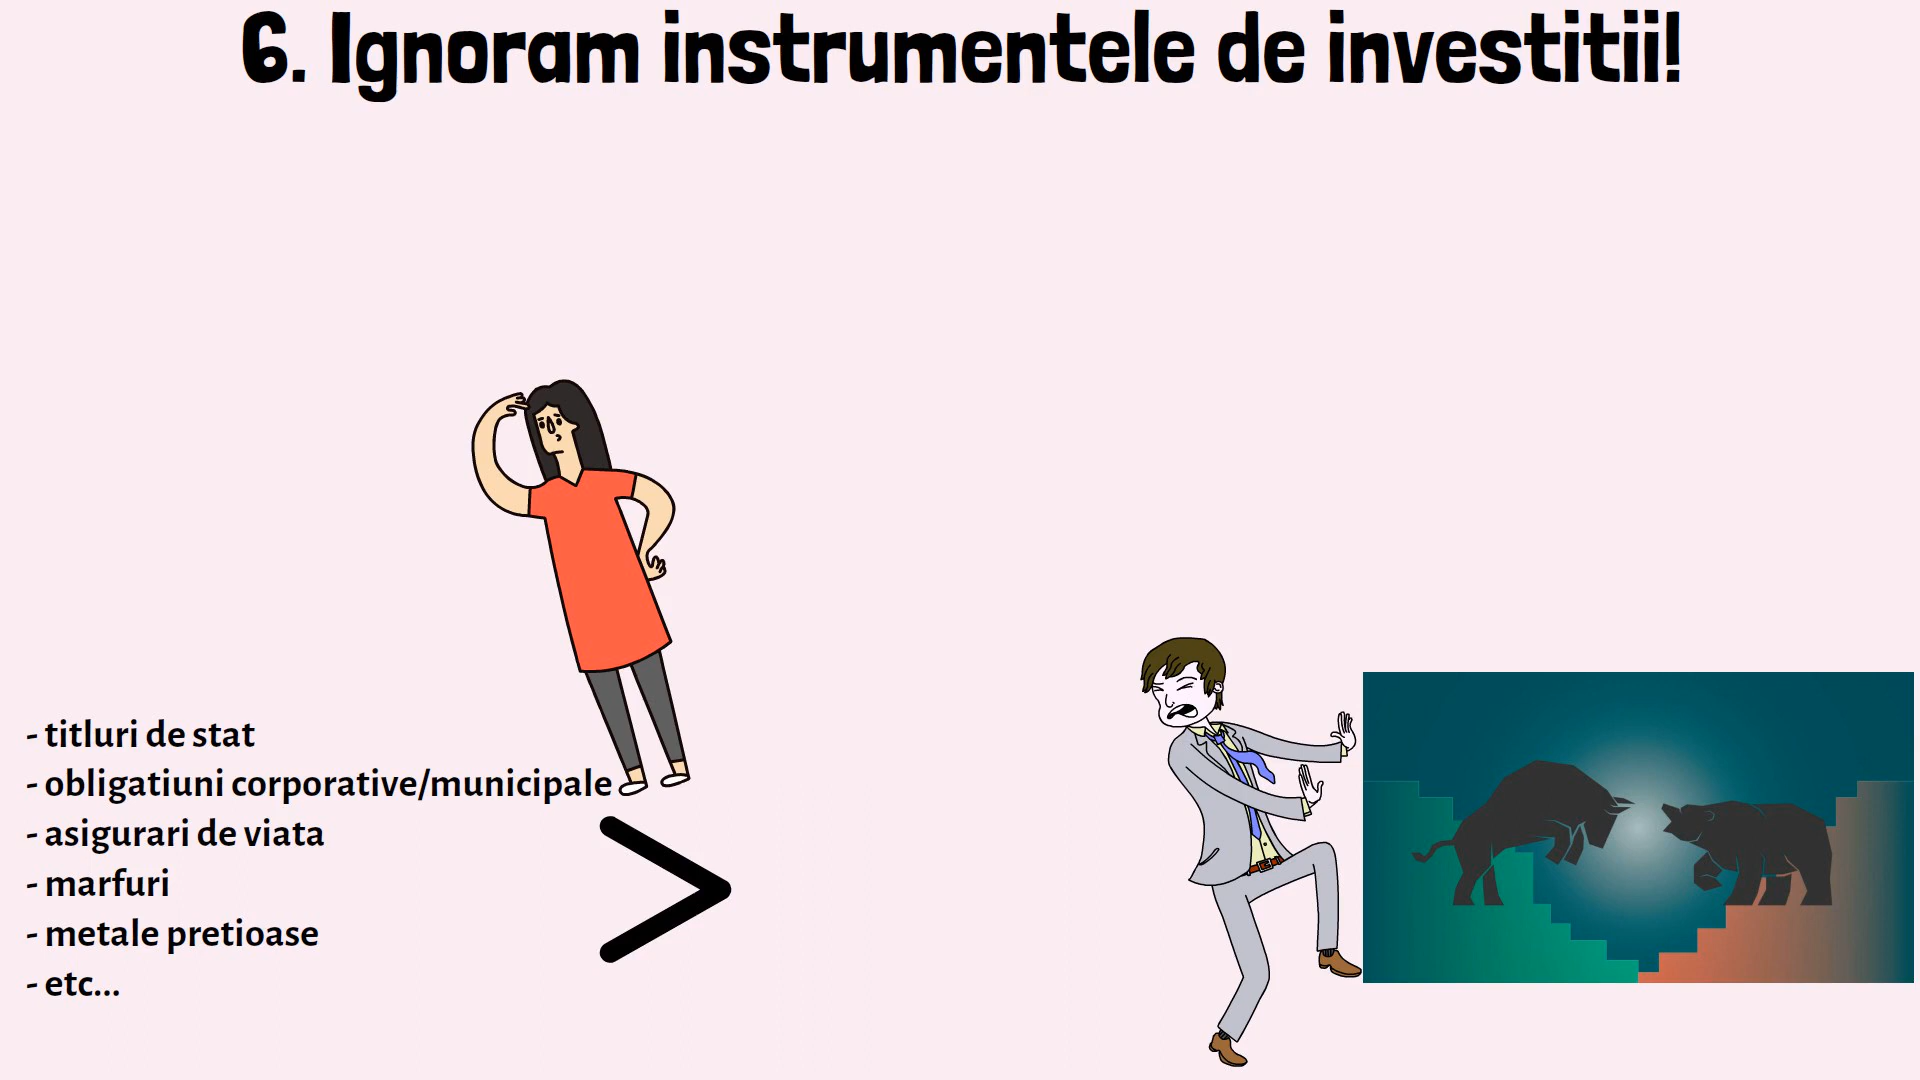 6. Ignoram instrumentele de investitii!
- titluri de stat
- obligatiuni corporative/municipale
- asigurari de viata
- marfuri
- metale pretioase
- etc...